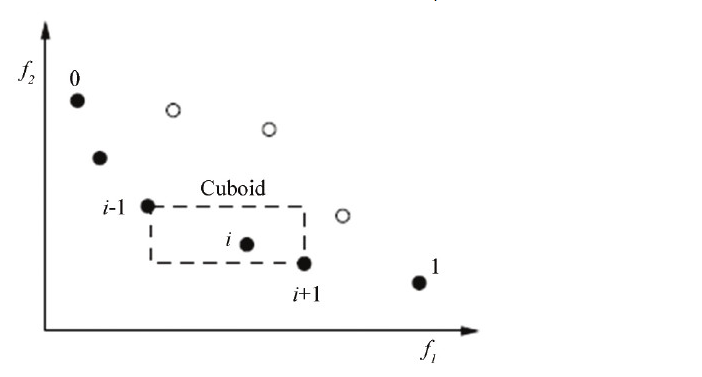 f₂
0
Cuboid
i-1
i
i+1
1
f₁